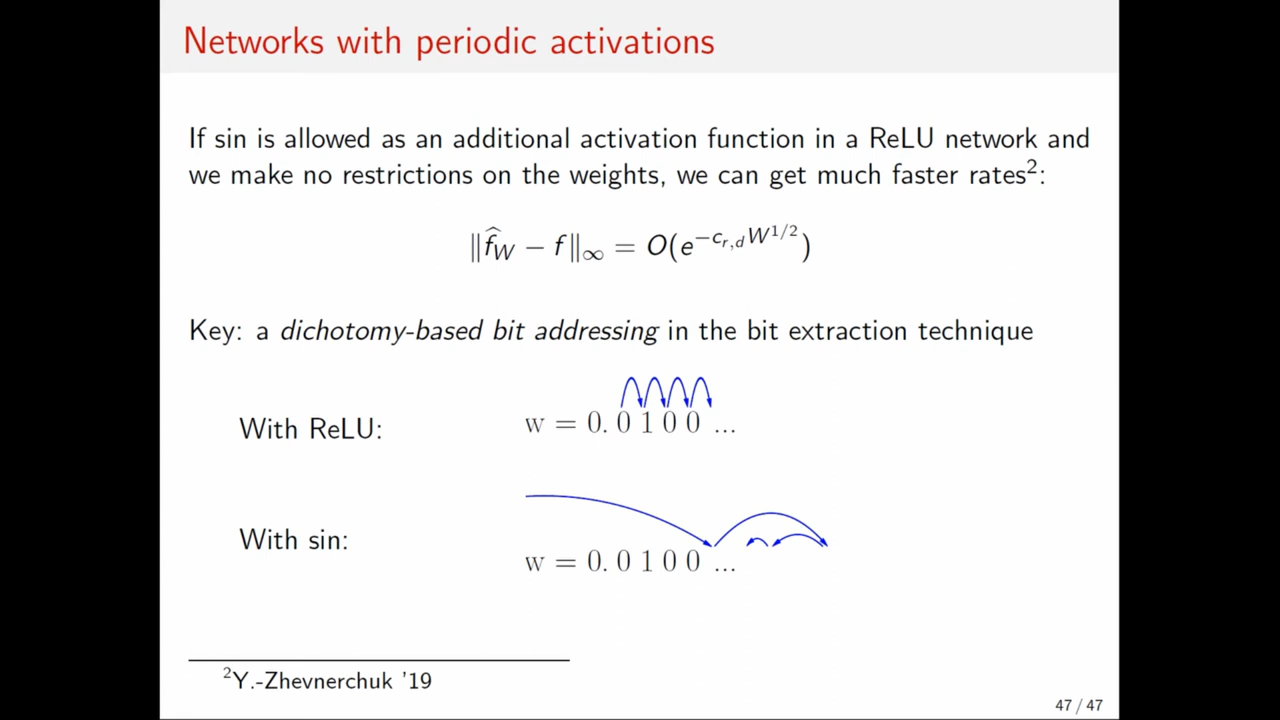 Networks with periodic activations
If sin is allowed as an additional activation function in a ReLU network and
we make no restrictions on the weights, we can get much faster rates²:
‖f̂_W − f‖_∞ = O(e^{−c_{r,d}W^{1/2}})
Key: a dichotomy-based bit addressing in the bit extraction technique
With ReLU:
w = 0. 0 1 0 0 ...
With sin:
w = 0. 0 1 0 0 ...
²Y.-Zhevnerchuk '19
47 / 47